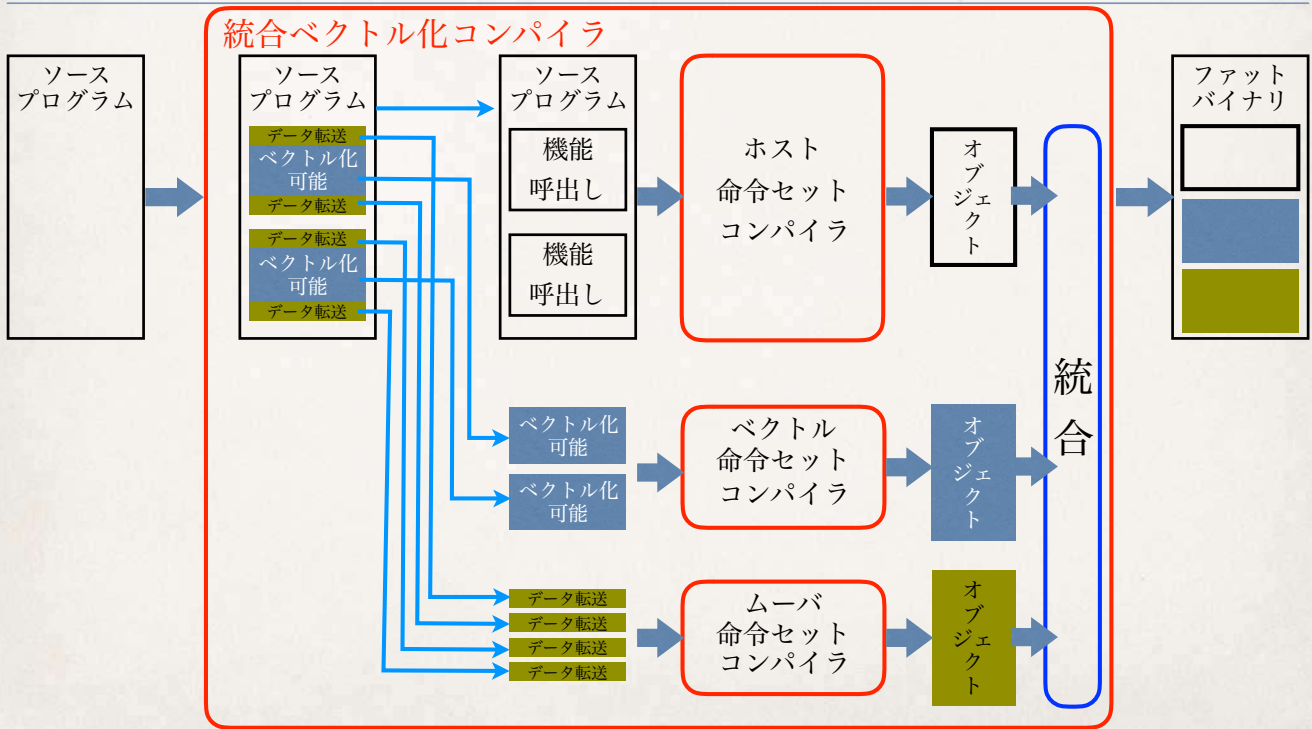 統合ベクトル化コンパイラ
ソース
プログラム
ソース
プログラム
データ転送
ベクトル化
可能
データ転送
データ転送
ベクトル化
可能
データ転送
ソース
プログラム
機能
呼出し
機能
呼出し
ホスト
命令セット
コンパイラ
オブジェクト
ベクトル化
可能
ベクトル化
可能
ベクトル
命令セット
コンパイラ
オブジェクト
データ転送
データ転送
データ転送
データ転送
ムーバ
命令セット
コンパイラ
オブジェクト
統合
ファット
バイナリ